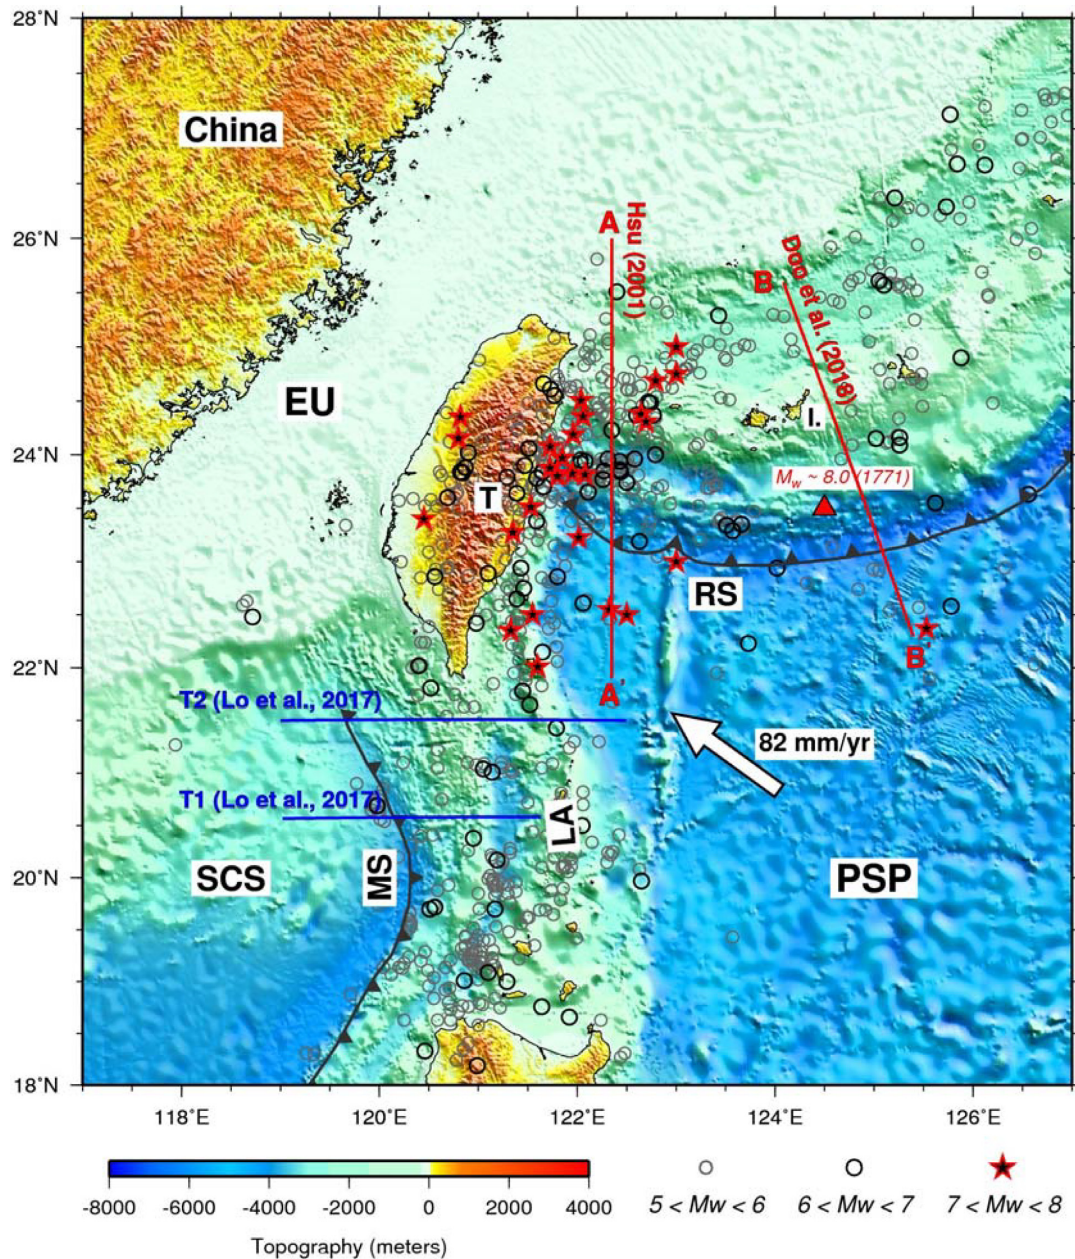 28°N
26°N
24°N
22°N
20°N
18°N
China
A
Hsu (2001)
B
Doo et al. (2018)
EU
I.
Mw ~ 8.0 (1771)
T
RS
B'
A'
T2 (Lo et al., 2017)
82 mm/yr
T1 (Lo et al., 2017)
LA
SCS
MS
PSP
118°E
120°E
122°E
124°E
126°E
-8000 -6000 -4000 -2000 0 2000 4000
Topography (meters)
5 < Mw < 6
6 < Mw < 7
7 < Mw < 8